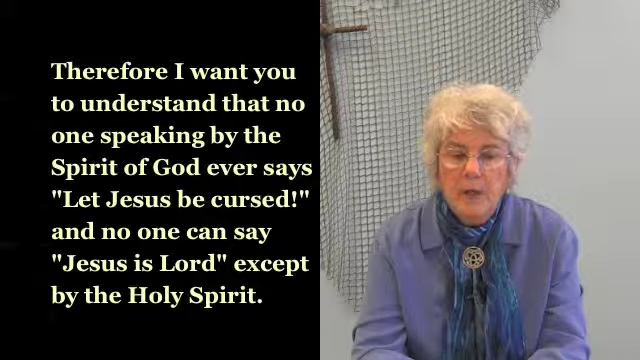 Therefore I want you
to understand that no
one speaking by the
Spirit of God ever says
"Let Jesus be cursed!"
and no one can say
"Jesus is Lord" except
by the Holy Spirit.